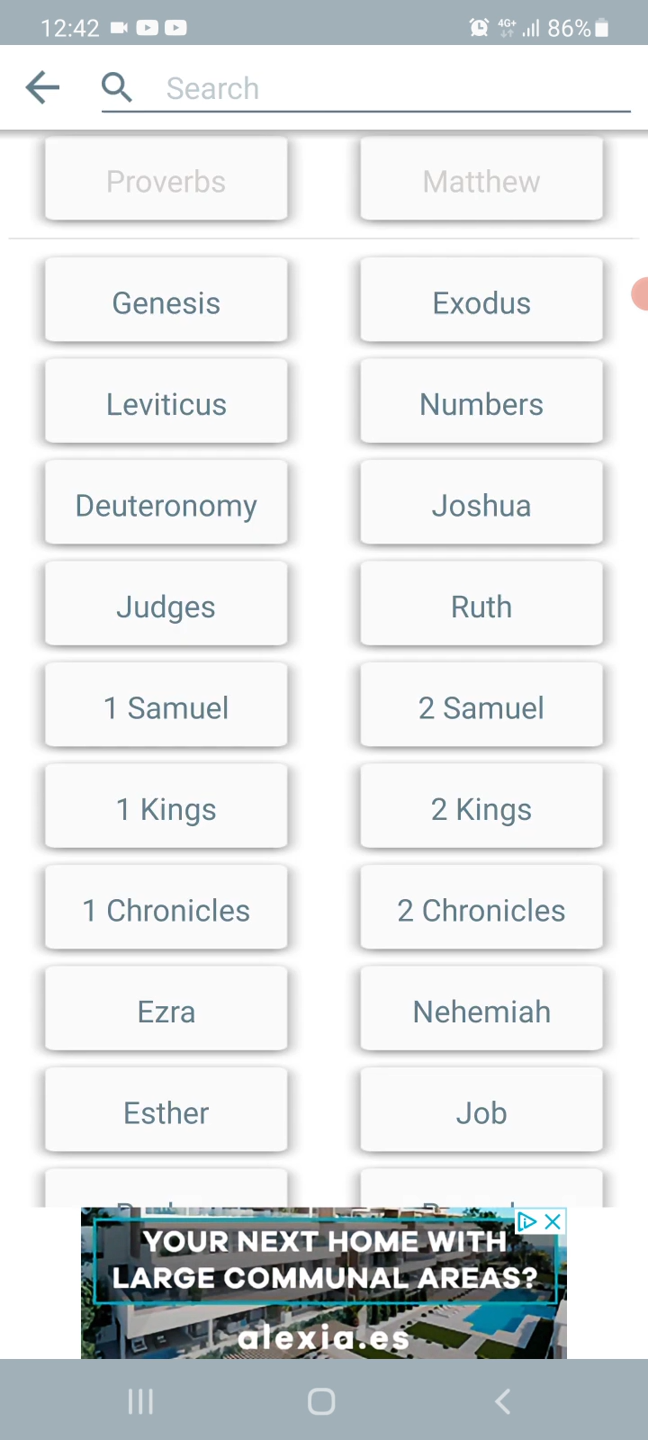 12:42 4G+ 86%
Search
Proverbs Matthew
Genesis Exodus
Leviticus Numbers
Deuteronomy Joshua
Judges Ruth
1 Samuel 2 Samuel
1 Kings 2 Kings
1 Chronicles 2 Chronicles
Ezra Nehemiah
Esther Job
YOUR NEXT HOME WITH
LARGE COMMUNAL AREAS?
alexia.es